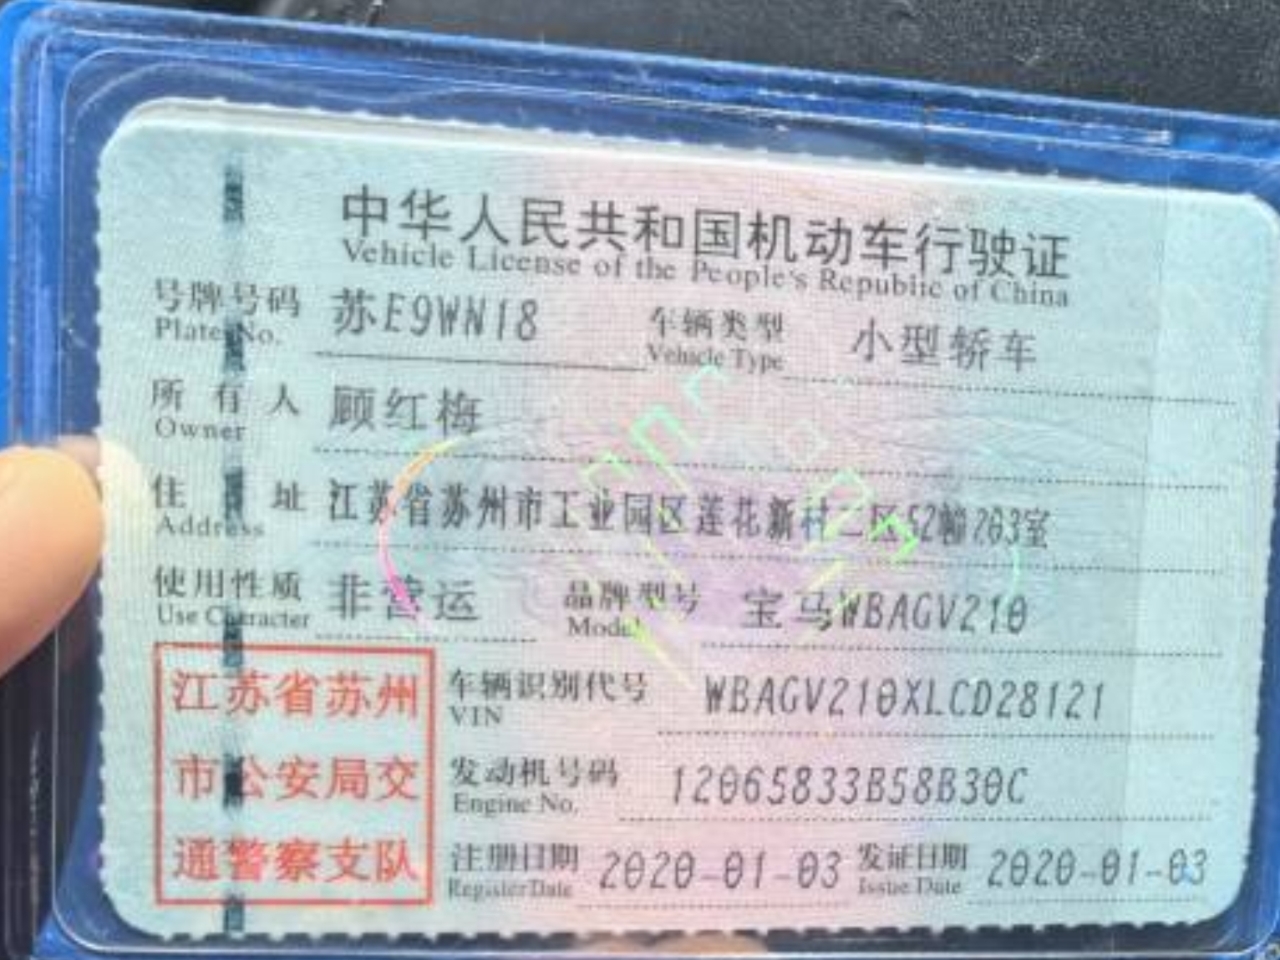 中华人民共和国机动车行驶证
Vehicle License of the People's Republic of China
号牌号码 苏E9WN18 车辆类型 小型轿车
Plate No. Vehicle Type
所有人 顾红梅
Owner
住址 江苏省苏州市工业园区莲花新村二区52幢203室
Address
使用性质 非营运 品牌型号 宝马WBAGV210
Use Character Model
江苏省苏州 车辆识别代号 WBAGV210XLCD28121
VIN
市公安局交 发动机号码 12065833B58B30C
Engine No.
通警察支队 注册日期 2020-01-03 发证日期 2020-01-03
Register Date Issue Date